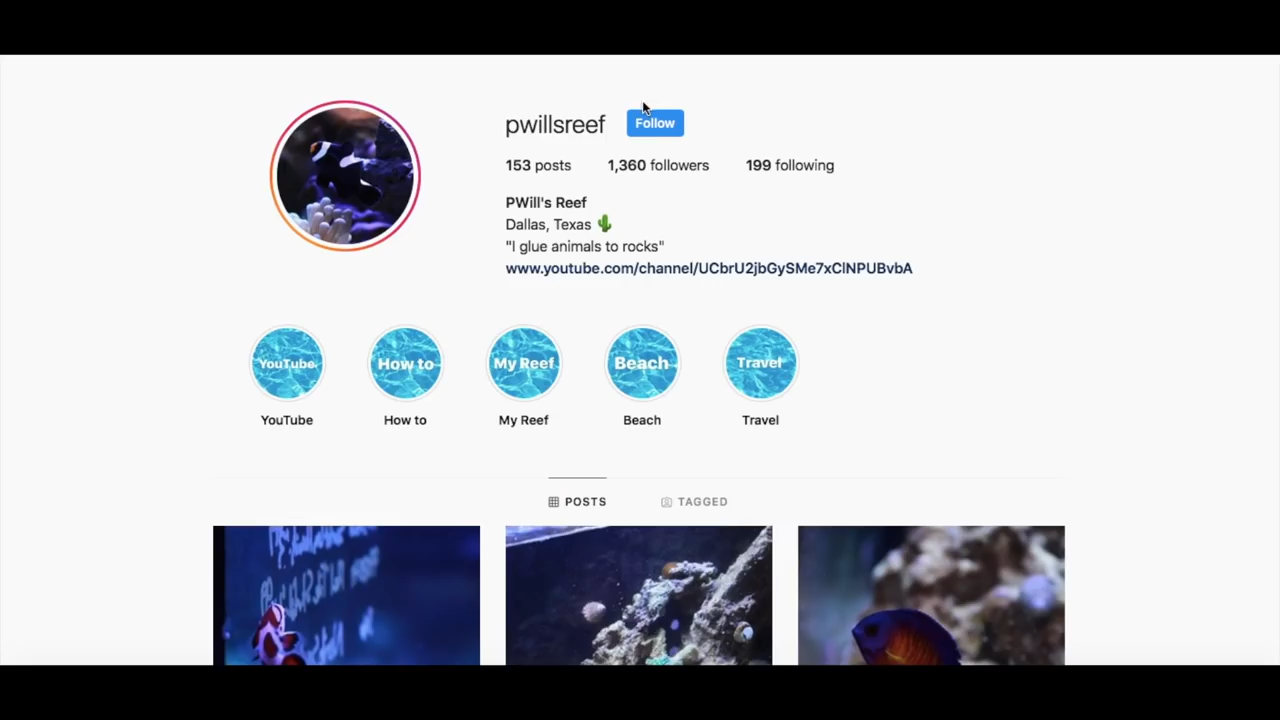 pwillsreef Follow
153 posts 1,360 followers 199 following
PWill's Reef
Dallas, Texas 🌵
"I glue animals to rocks"
www.youtube.com/channel/UCbrU2jbGySMe7xClNPUBvbA
YouTube How to My Reef Beach Travel
YouTube How to My Reef Beach Travel
POSTS TAGGED